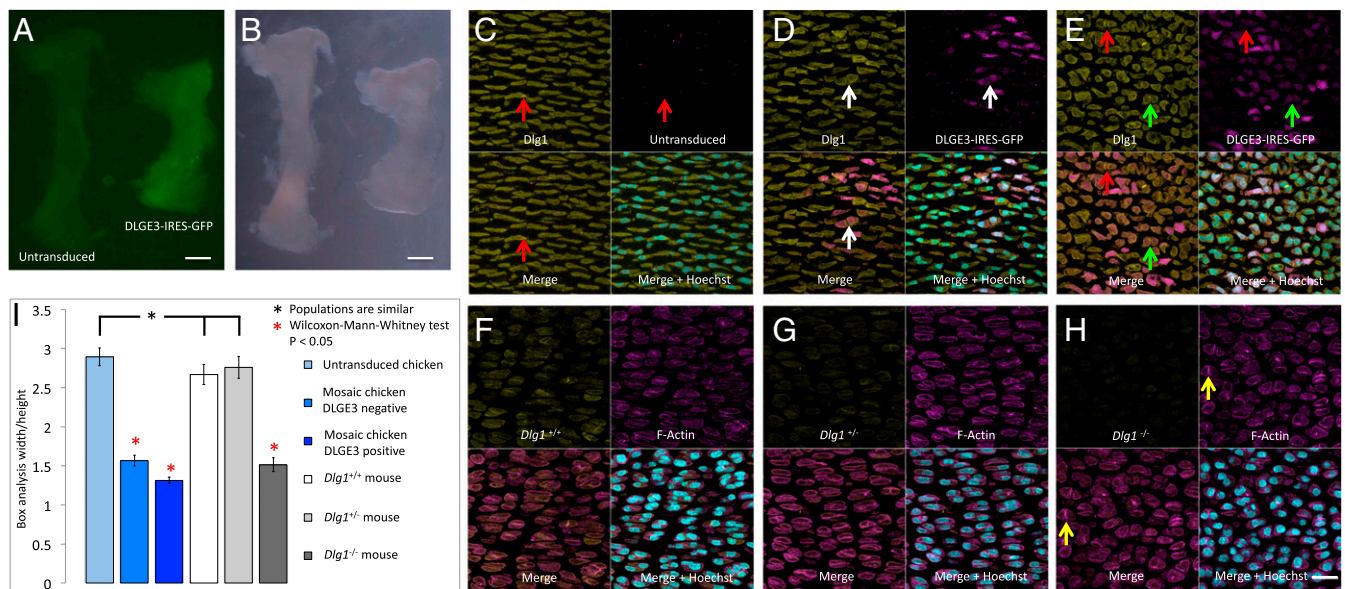 A
Untransduced
DLGE3-IRES-GFP
B
C
Dlg1
Untransduced
Merge
Merge + Hoechst
D
Dlg1
DLGE3-IRES-GFP
Merge
Merge + Hoechst
E
Dlg1
DLGE3-IRES-GFP
Merge
Merge + Hoechst
I
Box analysis width/height
3.5
3
2.5
2
1.5
1
0.5
0
*
*
*
*
* Populations are similar
* Wilcoxon-Mann-Whitney test
P < 0.05
Untransduced chicken
Mosaic chicken
DLGE3 negative
Mosaic chicken
DLGE3 positive
Dlg1+/+ mouse
Dlg1+/- mouse
Dlg1-/- mouse
F
Dlg1 +/+
F-Actin
Merge
Merge + Hoechst
G
Dlg1 +/-
F-Actin
Merge
Merge + Hoechst
H
Dlg1 -/-
F-Actin
Merge
Merge + Hoechst